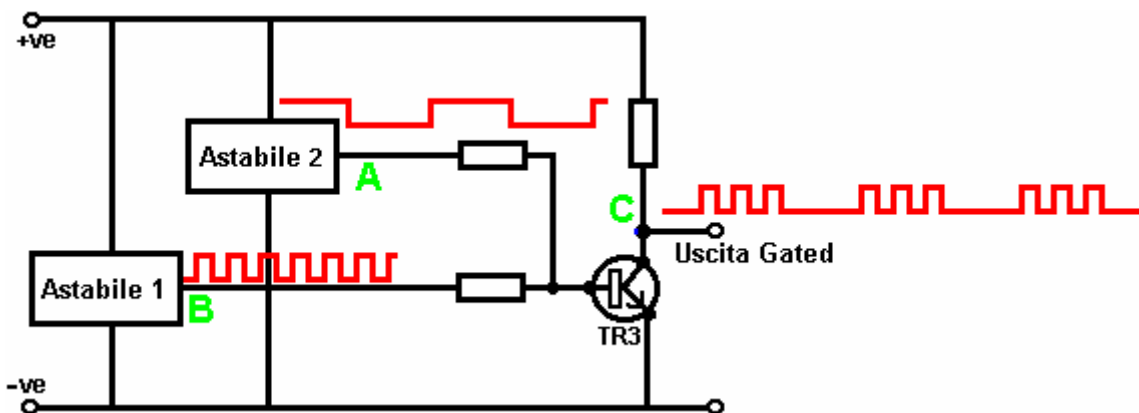 +ve
Astabile 2
A
C
Uscita Gated
Astabile 1
B
TR3
-ve